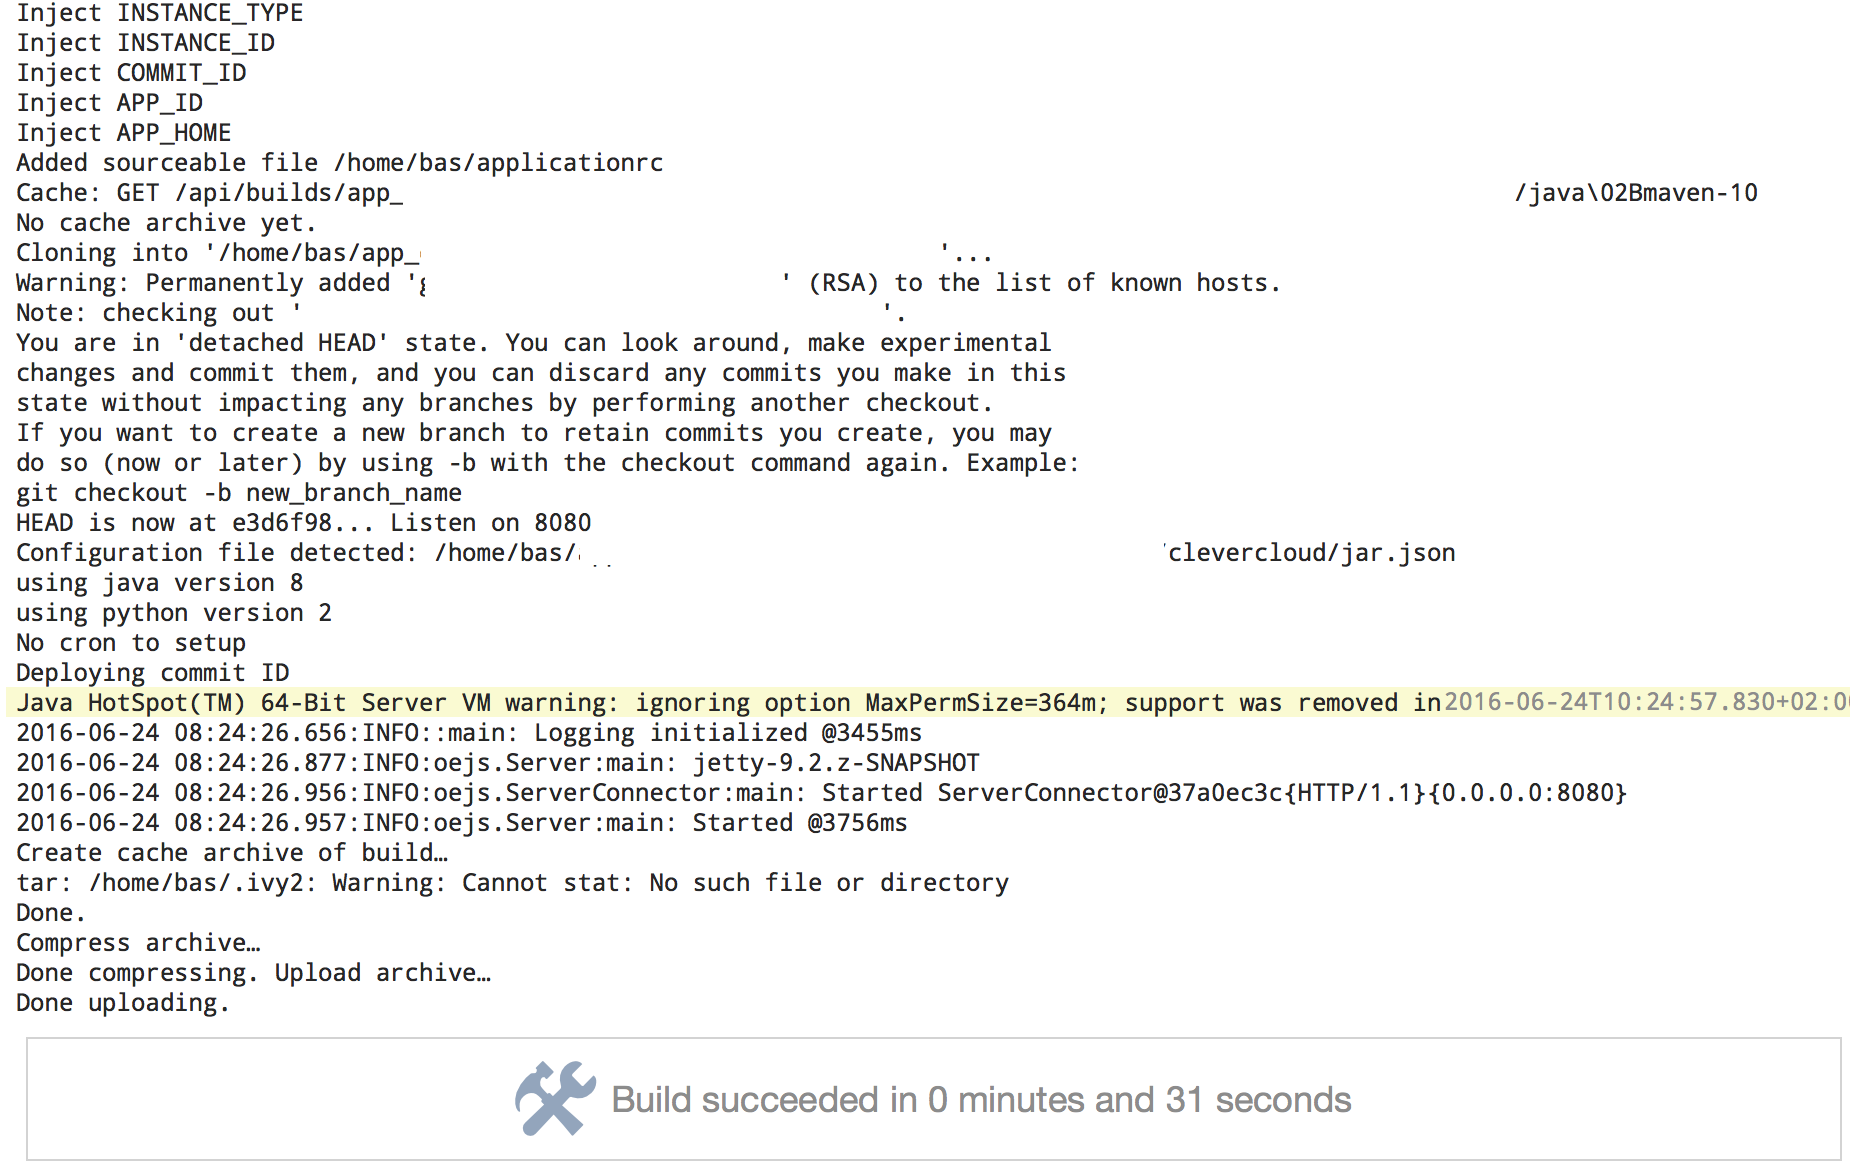 Inject INSTANCE_TYPE
Inject INSTANCE_ID
Inject COMMIT_ID
Inject APP_ID
Inject APP_HOME
Added sourceable file /home/bas/applicationrc
Cache: GET /api/builds/app_ /java\02Bmaven-10
No cache archive yet.
Cloning into '/home/bas/app_ '...
Warning: Permanently added ' ' (RSA) to the list of known hosts.
Note: checking out ' '.
You are in 'detached HEAD' state. You can look around, make experimental
changes and commit them, and you can discard any commits you make in this
state without impacting any branches by performing another checkout.
If you want to create a new branch to retain commits you create, you may
do so (now or later) by using -b with the checkout command again. Example:
git checkout -b new_branch_name
HEAD is now at e3d6f98... Listen on 8080
Configuration file detected: /home/bas/ /clevercloud/jar.json
using java version 8
using python version 2
No cron to setup
Deploying commit ID
Java HotSpot(TM) 64-Bit Server VM warning: ignoring option MaxPermSize=364m; support was removed in 2016-06-24T10:24:57.830+02:0
2016-06-24 08:24:26.656:INFO::main: Logging initialized @3455ms
2016-06-24 08:24:26.877:INFO:oejs.Server:main: jetty-9.2.z-SNAPSHOT
2016-06-24 08:24:26.956:INFO:oejs.ServerConnector:main: Started ServerConnector@37a0ec3c{HTTP/1.1}{0.0.0.0:8080}
2016-06-24 08:24:26.957:INFO:oejs.Server:main: Started @3756ms
Create cache archive of build…
tar: /home/bas/.ivy2: Warning: Cannot stat: No such file or directory
Done.
Compress archive…
Done compressing. Upload archive…
Done uploading.
Build succeeded in 0 minutes and 31 seconds